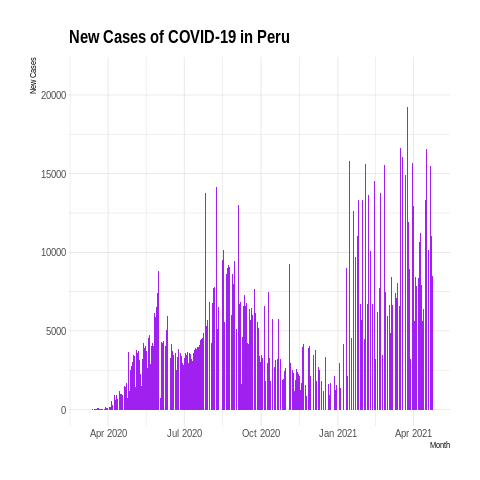 New Cases of COVID-19 in Peru
New Cases
20000
15000
10000
5000
0
Apr 2020 Jul 2020 Oct 2020 Jan 2021 Apr 2021
Month